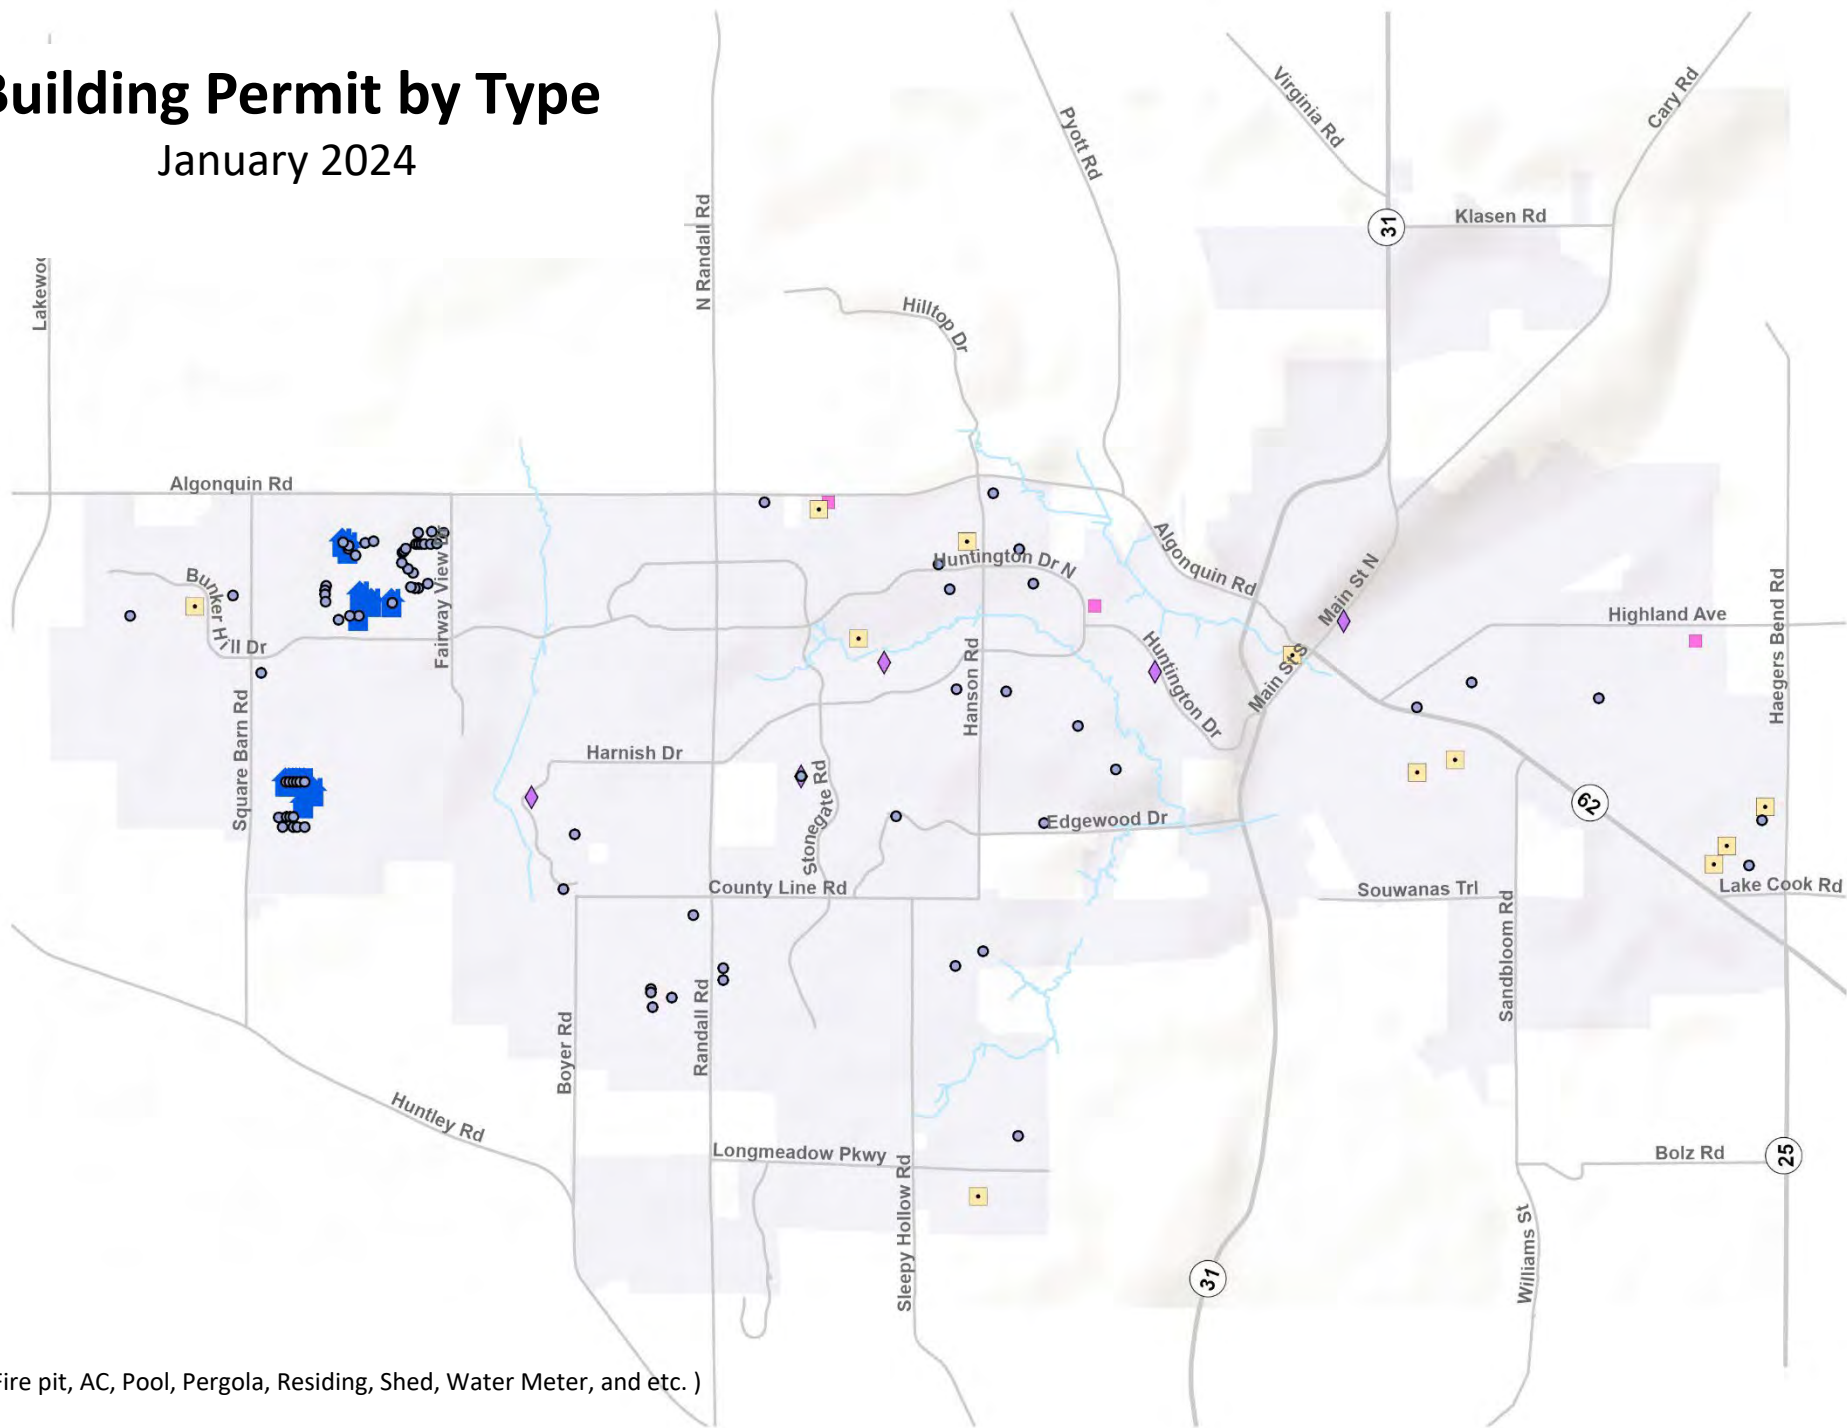 Building Permit by Type
January 2024
Virginia Rd
Cary Rd
Pyott Rd
N Randall Rd
31
Klasen Rd
Lakewoo
Hilltop Dr
Algonquin Rd
Fairway View Dr
Huntington Dr N
Algonquin Rd
Main St N
Bunker Hill Dr
Highland Ave
Haegers Bend Rd
Hanson Rd
Huntington Dr
Main St S
Square Barn Rd
Harnish Dr
Stonegate Rd
Edgewood Dr
62
County Line Rd
Souwanas Trl
Lake Cook Rd
Sandbloom Rd
Boyer Rd
Randall Rd
Huntley Rd
Longmeadow Pkwy
Sleepy Hollow Rd
Bolz Rd
25
Williams St
31
Fire pit, AC, Pool, Pergola, Residing, Shed, Water Meter, and etc. )